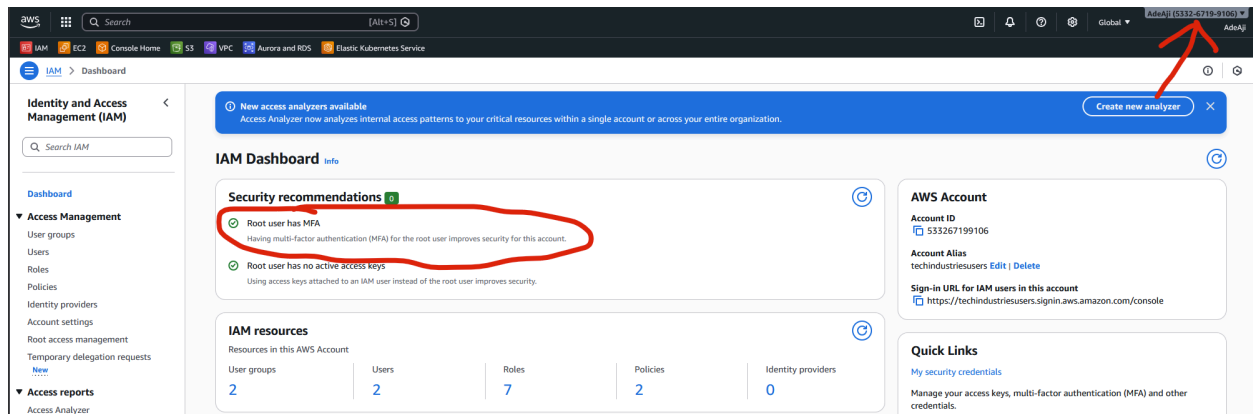 aws
Search
[Alt+S]
Global
AdeAji (5332-6719-9106)
AdeAji
IAM
EC2
Console Home
S3
VPC
Aurora and RDS
Elastic Kubernetes Service
IAM > Dashboard
Identity and Access
Management (IAM)
Search IAM
Dashboard
Access Management
User groups
Users
Roles
Policies
Identity providers
Account settings
Root access management
Temporary delegation requests
New
Access reports
Access Analyzer
New access analyzers available
Access Analyzer now analyzes internal access patterns to your critical resources within a single account or across your entire organization.
Create new analyzer
IAM Dashboard Info
Security recommendations 0
Root user has MFA
Having multi-factor authentication (MFA) for the root user improves security for this account.
Root user has no active access keys
Using access keys attached to an IAM user instead of the root user improves security.
IAM resources
Resources in this AWS Account
User groups
2
Users
2
Roles
7
Policies
2
Identity providers
0
AWS Account
Account ID
533267199106
Account Alias
techindustriesusers Edit | Delete
Sign-in URL for IAM users in this account
https://techindustriesusers.signin.aws.amazon.com/console
Quick Links
My security credentials
Manage your access keys, multi-factor authentication (MFA) and other
credentials.